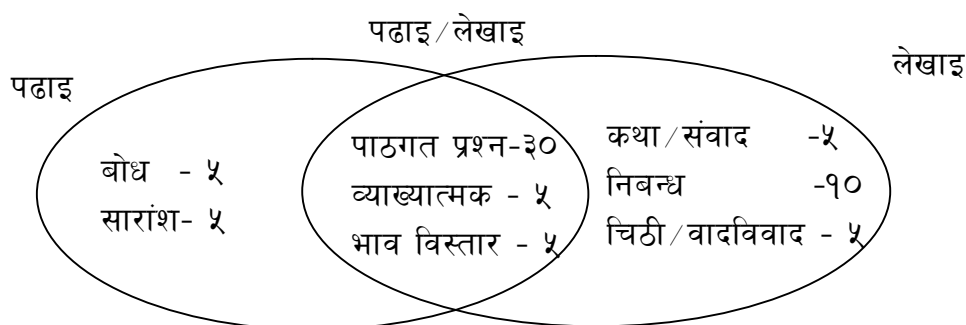 पढाइ/लेखाइ
पढाइ
लेखाइ
बोध - ५
सारांश- ५
पाठगत प्रश्न-३०
व्याख्यात्मक - ५
भाव विस्तार - ५
कथा/संवाद -५
निबन्ध -१०
चिठी/वादविवाद - ५